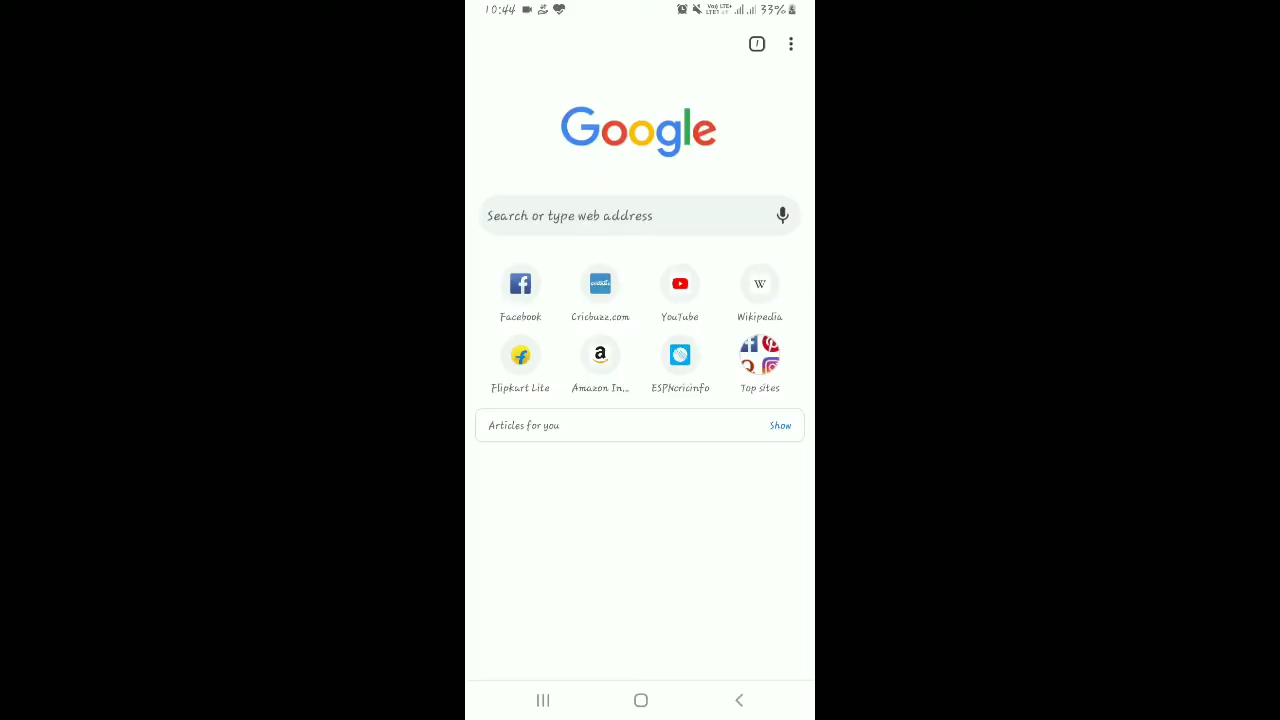 10:44 33%
1
Google
Search or type web address
Facebook Cricbuzz.com YouTube Wikipedia
Flipkart Lite Amazon In... ESPNcricinfo Top sites
Articles for you Show